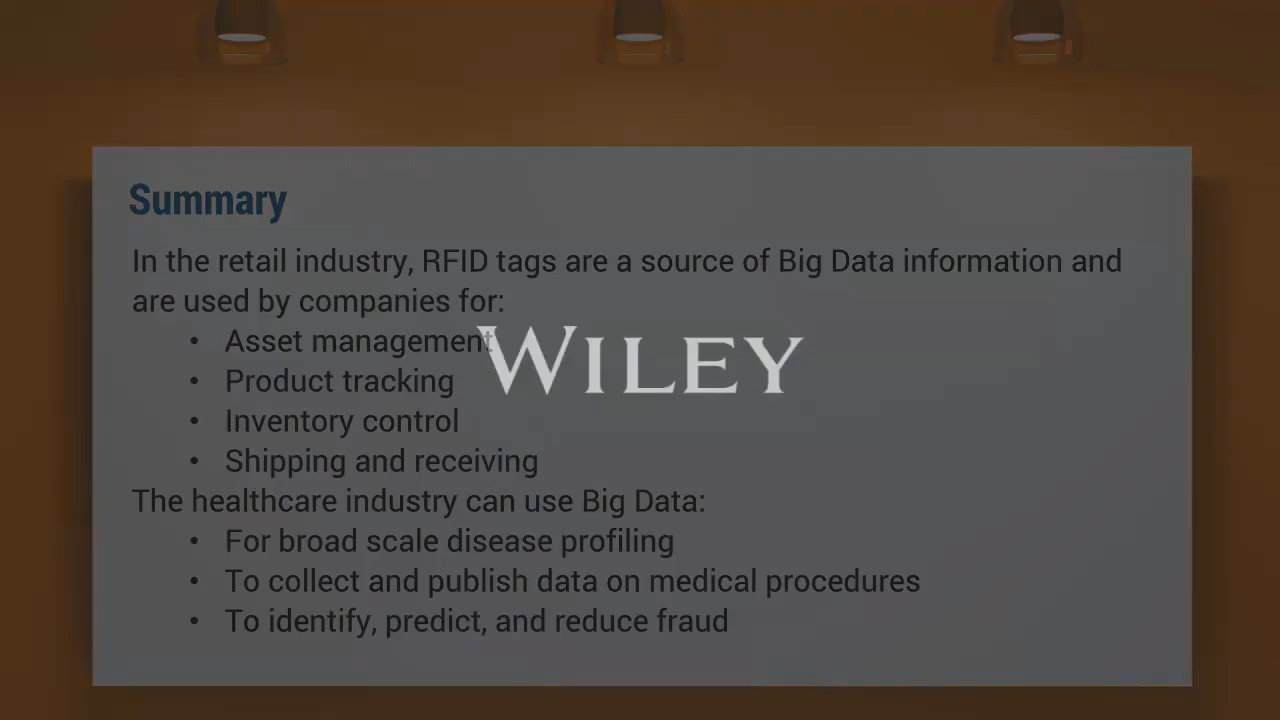 Summary
In the retail industry, RFID tags are a source of Big Data information and
are used by companies for:
• Asset management
WILEY
• Product tracking
• Inventory control
• Shipping and receiving
The healthcare industry can use Big Data:
• For broad scale disease profiling
• To collect and publish data on medical procedures
• To identify, predict, and reduce fraud